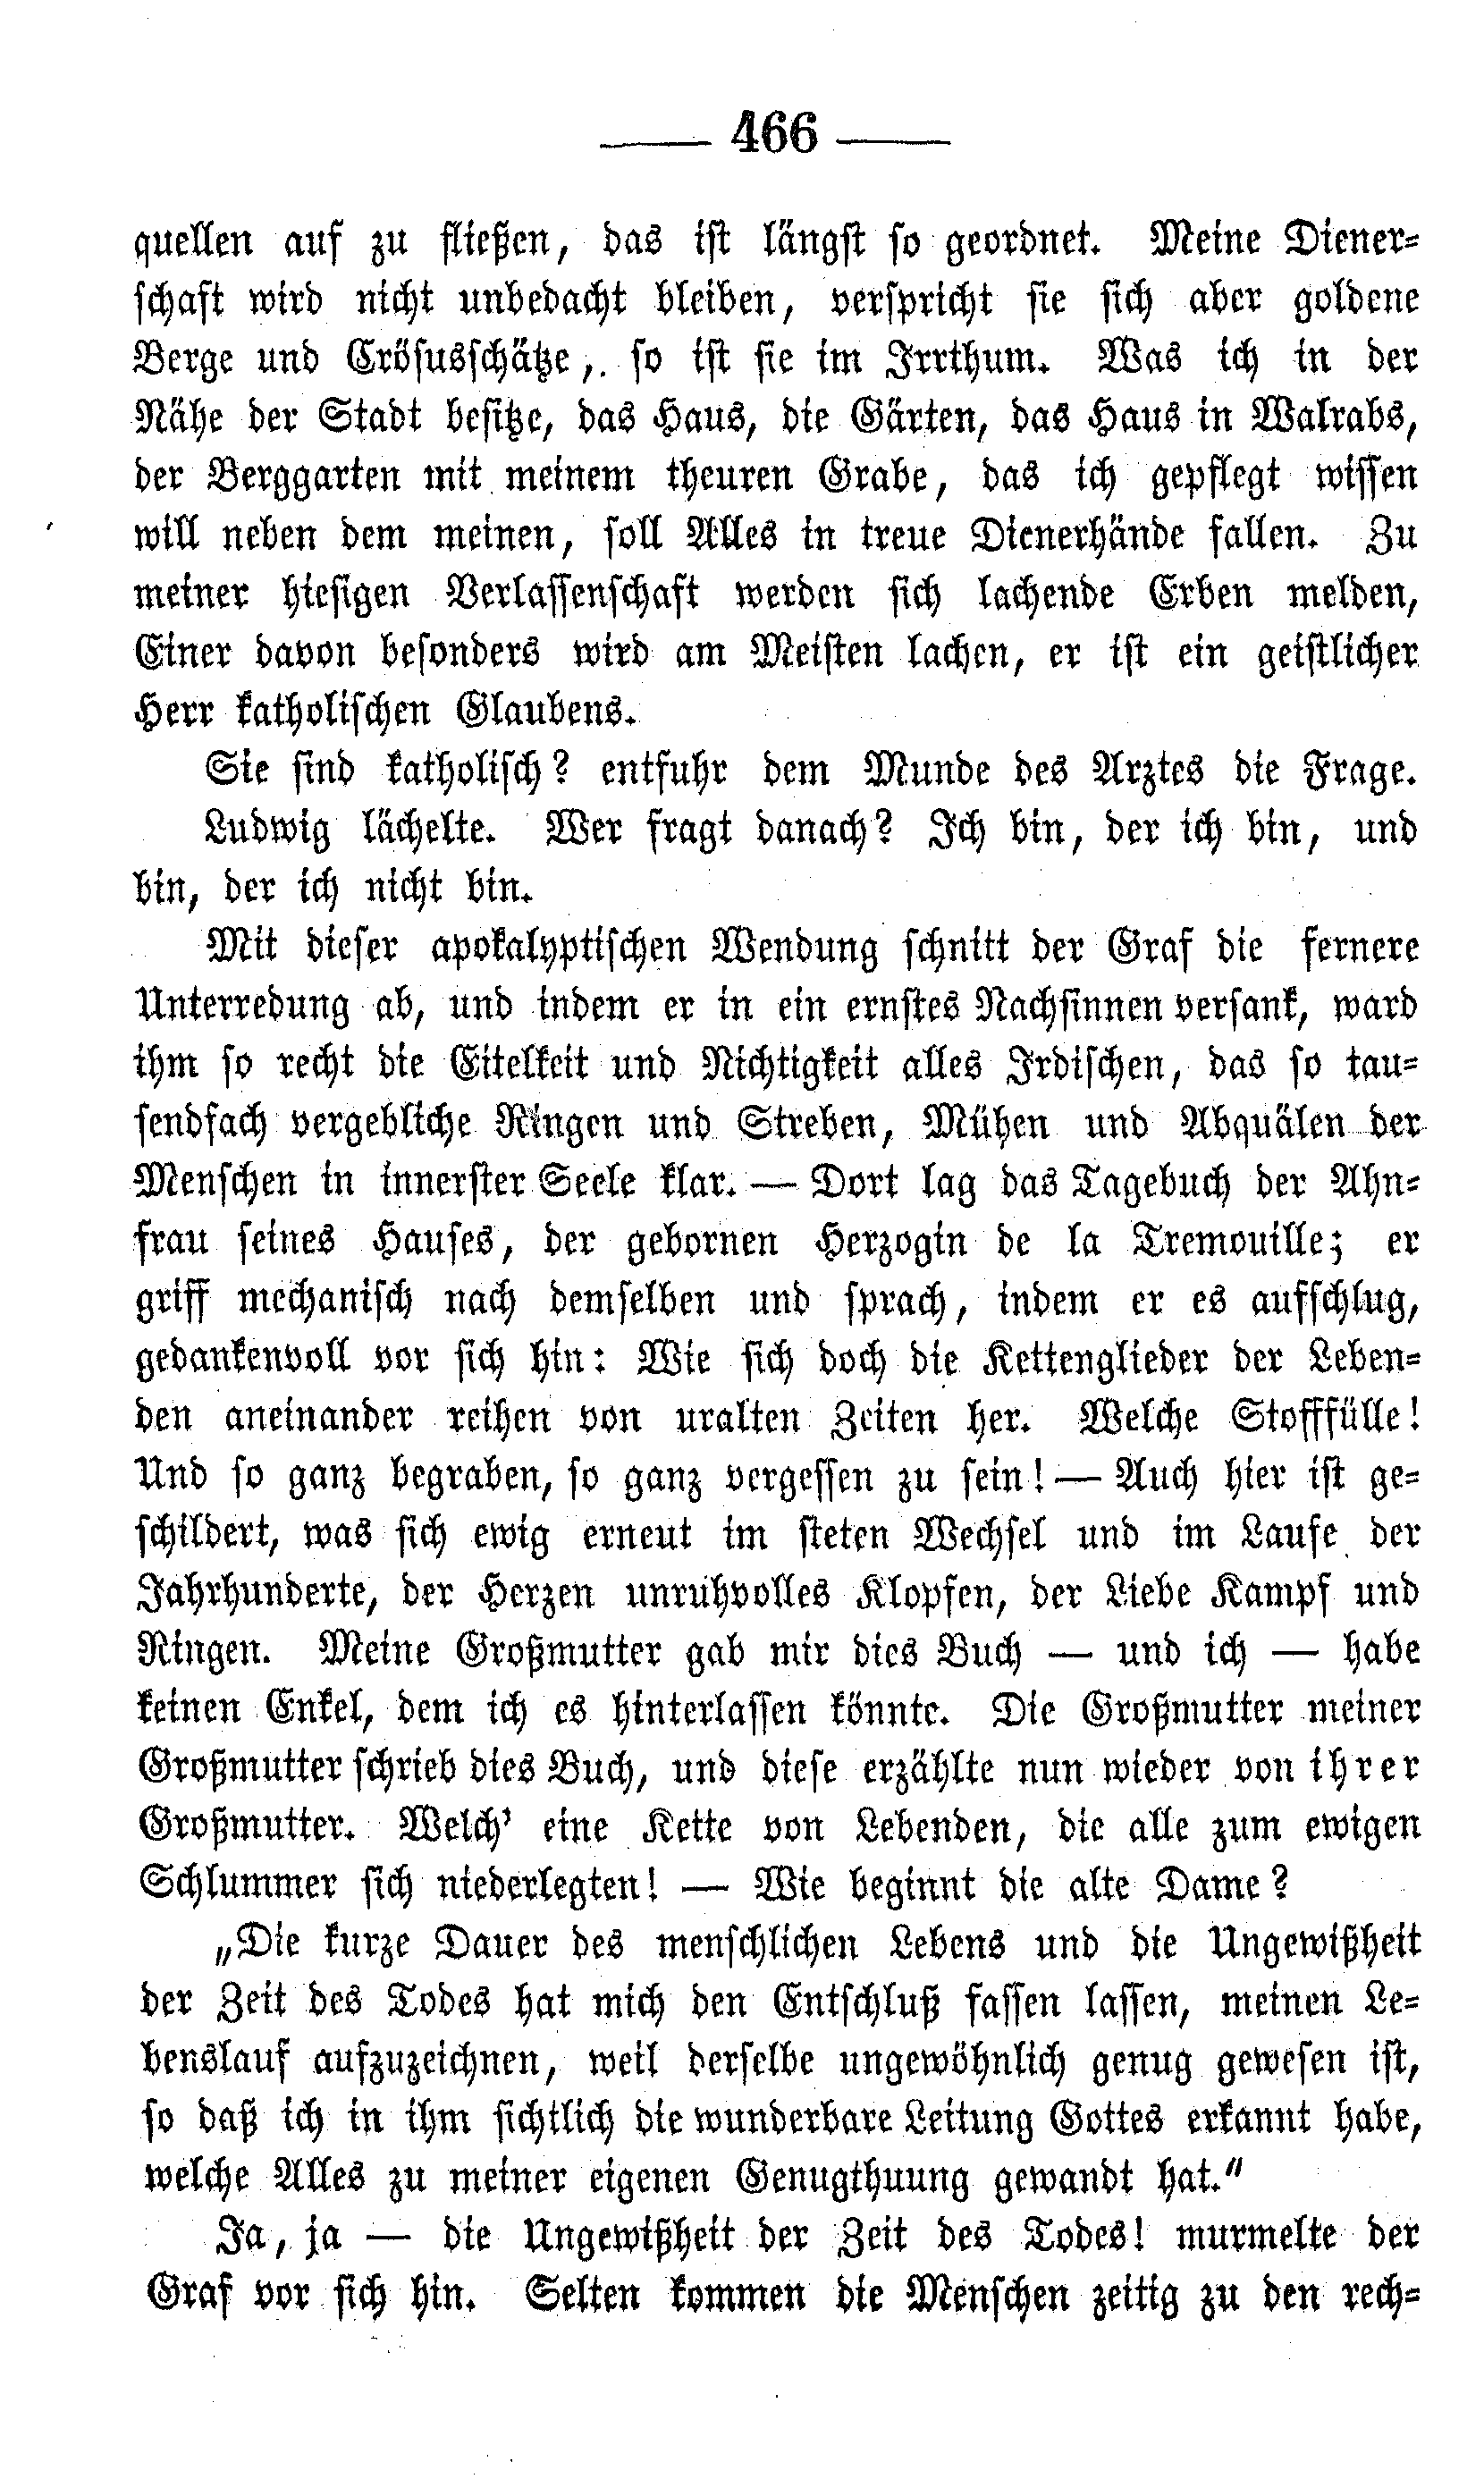 — 466 —
quellen auf zu fließen, das ist längst so geordnet. Meine Diener-
schaft wird nicht unbedacht bleiben, verspricht sie sich aber goldene
Berge und Crösusschätze, so ist sie im Irrthum. Was ich in der
Nähe der Stadt besitze, das Haus, die Gärten, das Haus in Walrabs,
der Berggarten mit meinem theuren Grabe, das ich gepflegt wissen
will neben dem meinen, soll Alles in treue Dienerhände fallen. Zu
meiner hiesigen Verlassenschaft werden sich lachende Erben melden,
Einer davon besonders wird am Meisten lachen, er ist ein geistlicher
Herr katholischen Glaubens.
Sie sind katholisch? entfuhr dem Munde des Arztes die Frage.
Ludwig lächelte. Wer fragt danach? Ich bin, der ich bin, und
bin, der ich nicht bin.
Mit dieser apokalyptischen Wendung schnitt der Graf die fernere
Unterredung ab, und indem er in ein ernstes Nachsinnen versank, ward
ihm so recht die Eitelkeit und Nichtigkeit alles Irdischen, das so tau-
sendfach vergebliche Ringen und Streben, Mühen und Abquälen der
Menschen in innerster Seele klar. — Dort lag das Tagebuch der Ahn-
frau seines Hauses, der gebornen Herzogin de la Tremouille; er
griff mechanisch nach demselben und sprach, indem er es aufschlug,
gedankenvoll vor sich hin: Wie sich doch die Kettenglieder der Leben-
den aneinander reihen von uralten Zeiten her. Welche Stofffülle!
Und so ganz begraben, so ganz vergessen zu sein! — Auch hier ist ge-
schildert, was sich ewig erneut im steten Wechsel und im Laufe der
Jahrhunderte, der Herzen unruhvolles Klopfen, der Liebe Kampf und
Ringen. Meine Großmutter gab mir dies Buch — und ich — habe
keinen Enkel, dem ich es hinterlassen könnte. Die Großmutter meiner
Großmutter schrieb dies Buch, und diese erzählte nun wieder von ihrer
Großmutter. Welch' eine Kette von Lebenden, die alle zum ewigen
Schlummer sich niederlegten! — Wie beginnt die alte Dame?
„Die kurze Dauer des menschlichen Lebens und die Ungewißheit
der Zeit des Todes hat mich den Entschluß fassen lassen, meinen Le-
benslauf aufzuzeichnen, weil derselbe ungewöhnlich genug gewesen ist,
so daß ich in ihm sichtlich die wunderbare Leitung Gottes erkannt habe,
welche Alles zu meiner eigenen Genugthuung gewandt hat."
Ja, ja — die Ungewißheit der Zeit des Todes! murmelte der
Graf vor sich hin. Selten kommen die Menschen zeitig zu den rech-